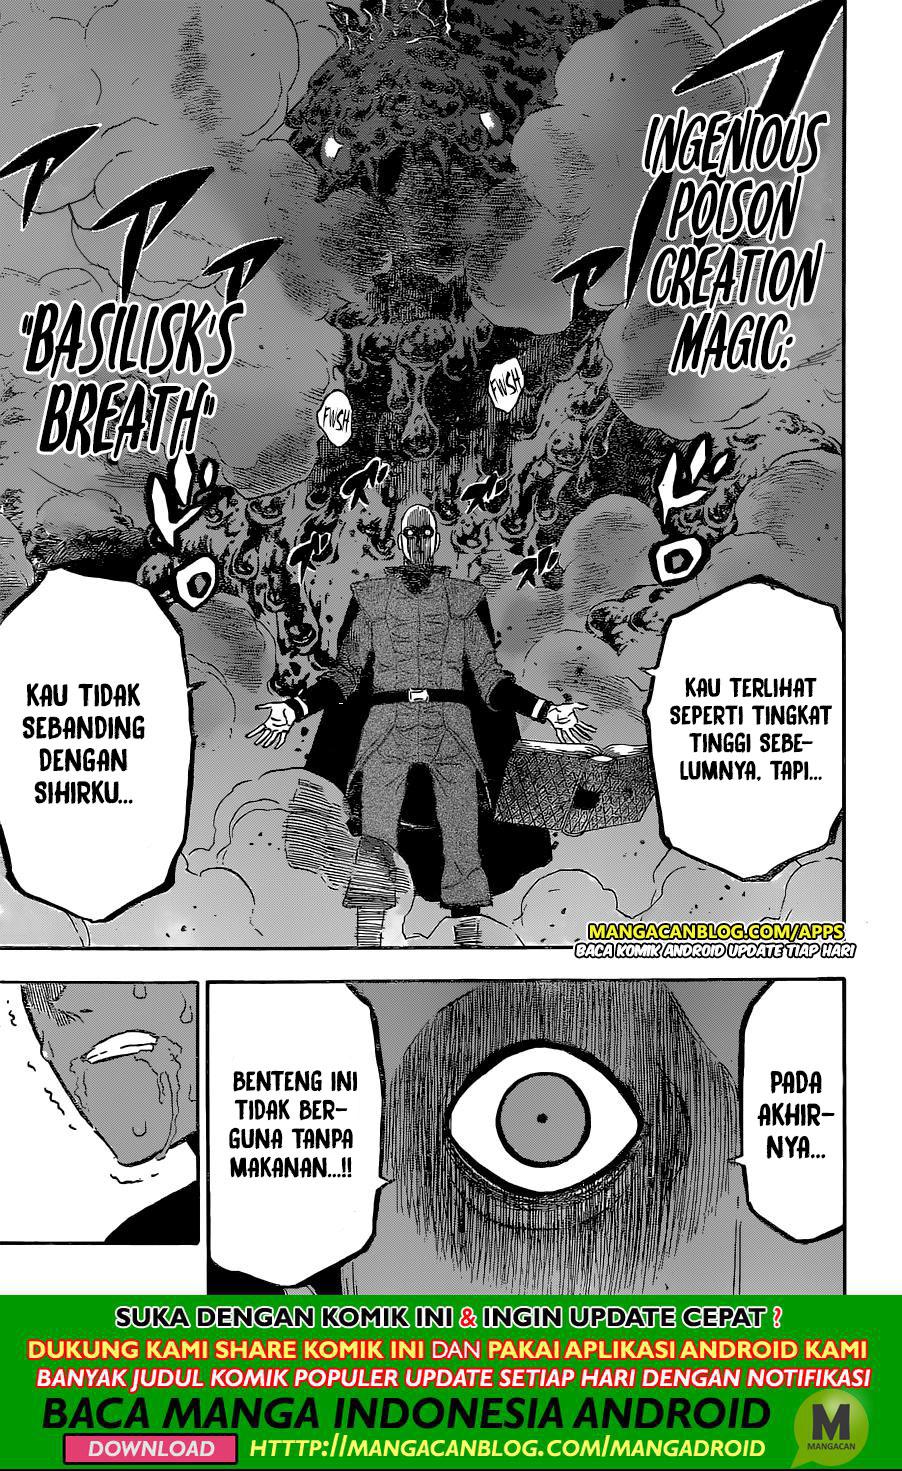 INGENIOUS
POISON
CREATION
MAGIC:
"BASILISK'S
BREATH"
FWSH
FWSH
ズ
ズ
ズ
ズ
KAU TERLIHAT
SEPERTI TINGKAT
TINGGI SEBE-
LUMNYA, TAPI...
KAU TIDAK
SEBANDING
DENGAN
SIHIRKU...
MANGACANBLOG.COM/APPS
BACA KOMIK ANDROID UPDATE TIAP HARI
PADA
AKHIR-
NYA...
BENTENG INI
TIDAK BER-
GUNA TANPA
MAKANAN...!!
SUKA DENGAN KOMIK INI & INGIN UPDATE CEPAT ?
DUKUNG KAMI SHARE KOMIK INI DAN PAKAI APLIKASI ANDROID KAMI
BANYAK JUDUL KOMIK POPULER UPDATE SETIAP HARI DENGAN NOTIFIKASI
BACA MANGA INDONESIA ANDROID
DOWNLOAD HTTTP://MANGACANBLOG.COM/MANGADROID
M
MANGACAN